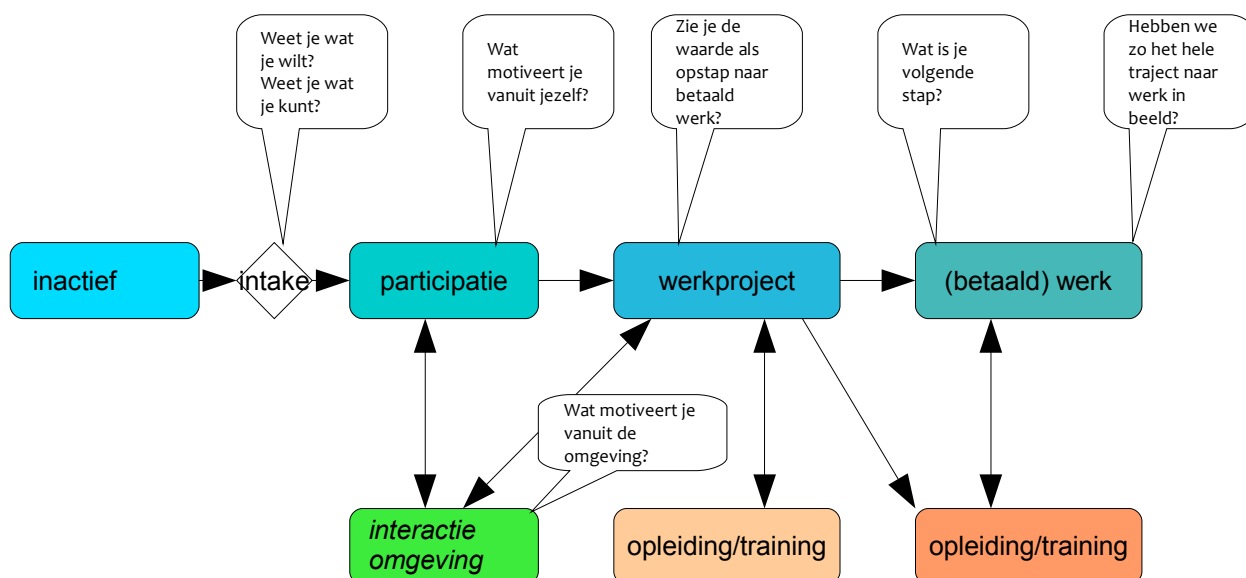 Weet je wat
je wilt?
Weet je wat
je kunt?
Wat
motiveert je
vanuit jezelf?
Zie je de
waarde als
opstap naar
betaald
werk?
Wat is je
volgende
stap?
Hebben we
zo het hele
traject naar
werk in
beeld?
inactief
intake
participatie
werkproject
(betaald) werk
Wat motiveert je
vanuit de
omgeving?
interactie
omgeving
opleiding/training
opleiding/training